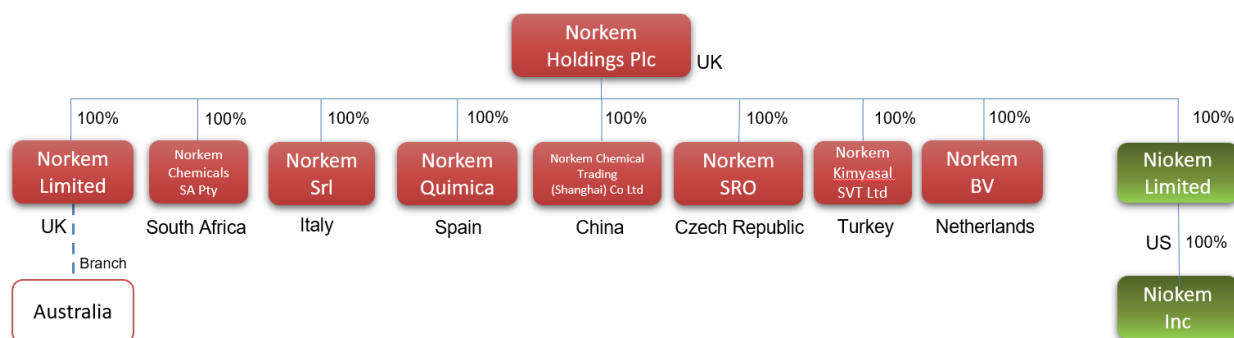 Norkem
Holdings Plc
UK
100%
100%
100%
100%
100%
100%
100%
100%
100%
Norkem
Limited
Norkem
Chemicals
SA Pty
Norkem
Srl
Norkem
Quimica
Norkem Chemical
Trading
(Shanghai) Co Ltd
Norkem
SRO
Norkem
Kimyasal
SVT Ltd
Norkem
BV
Niokem
Limited
UK
South Africa
Italy
Spain
China
Czech Republic
Turkey
Netherlands
US
100%
Branch
Australia
Niokem
Inc